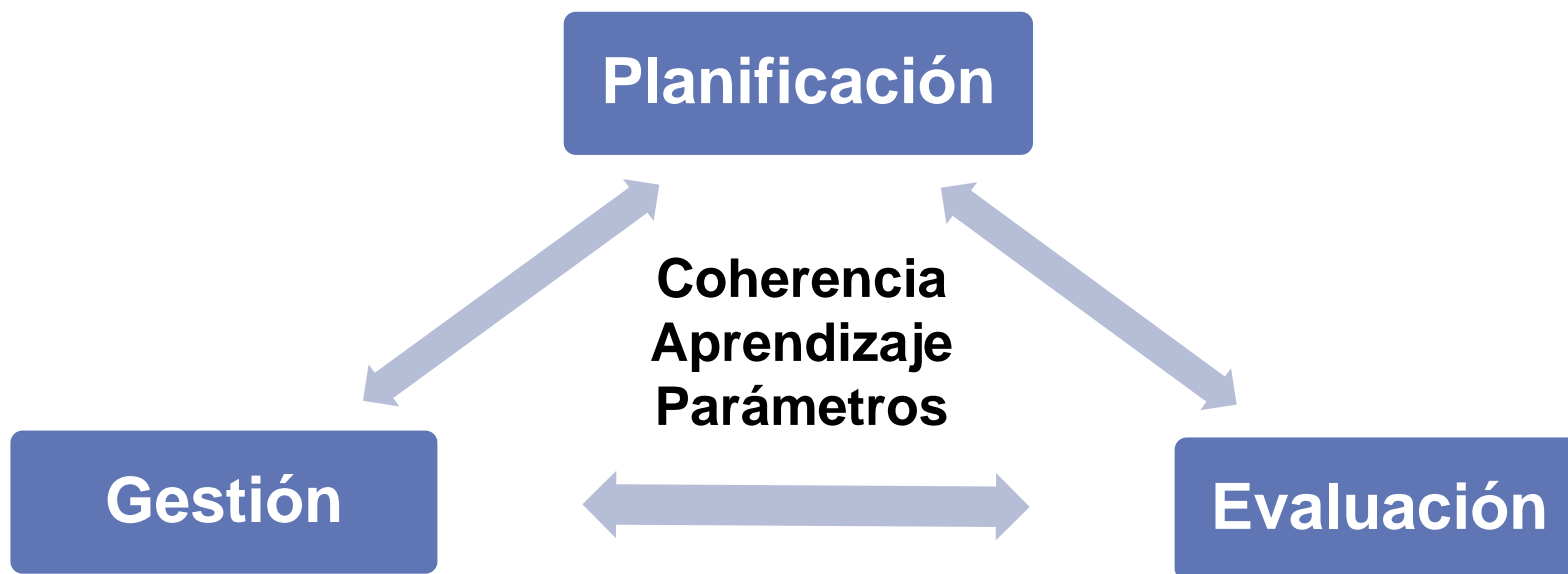 Planificación
Coherencia
Aprendizaje
Parámetros
Gestión
Evaluación